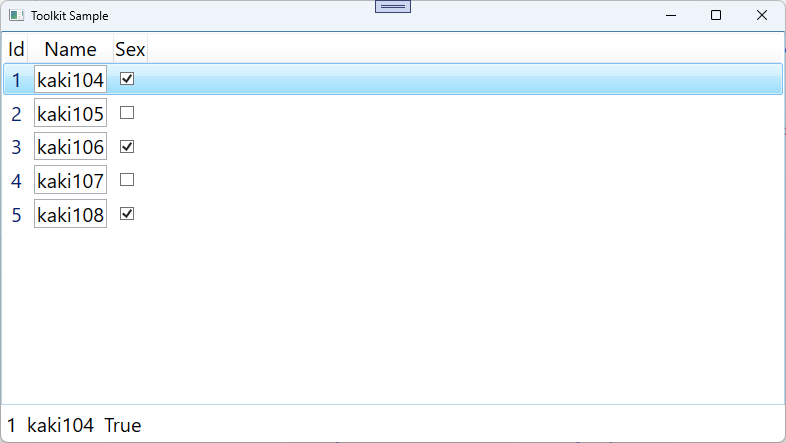 Toolkit Sample
Id Name Sex
1 kaki104
2 kaki105
3 kaki106
4 kaki107
5 kaki108
1 kaki104 True